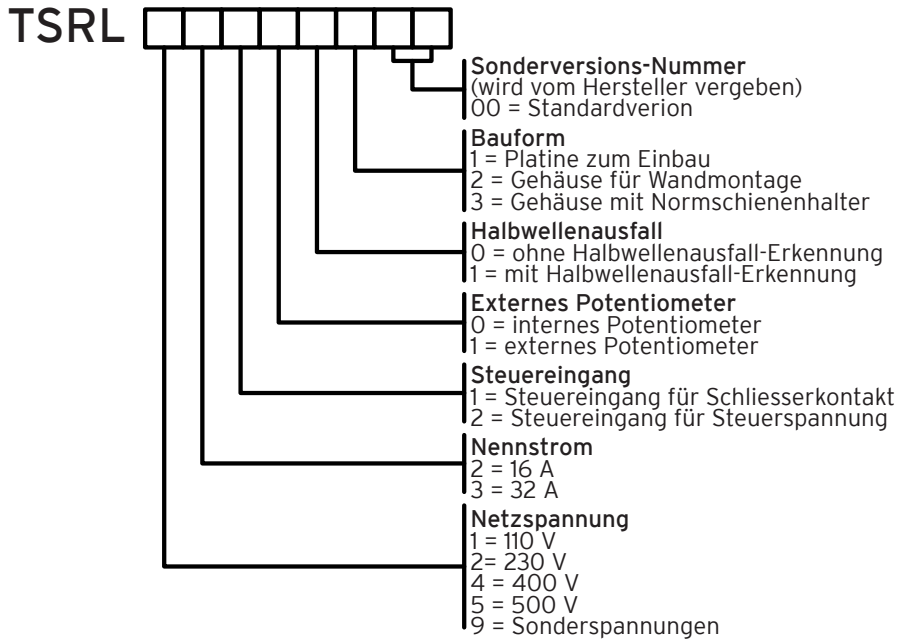 TSRL
Sonderversions-Nummer
(wird vom Hersteller vergeben)
00 = Standardverion
Bauform
1 = Platine zum Einbau
2 = Gehäuse für Wandmontage
3 = Gehäuse mit Normschienenhalter
Halbwellenausfall
0 = ohne Halbwellenausfall-Erkennung
1 = mit Halbwellenausfall-Erkennung
Externes Potentiometer
0 = internes Potentiometer
1 = externes Potentiometer
Steuereingang
1 = Steuereingang für Schliesserkontakt
2 = Steuereingang für Steuerspannung
Nennstrom
2 = 16 A
3 = 32 A
Netzspannung
1 = 110 V
2= 230 V
4 = 400 V
5 = 500 V
9 = Sonderspannungen